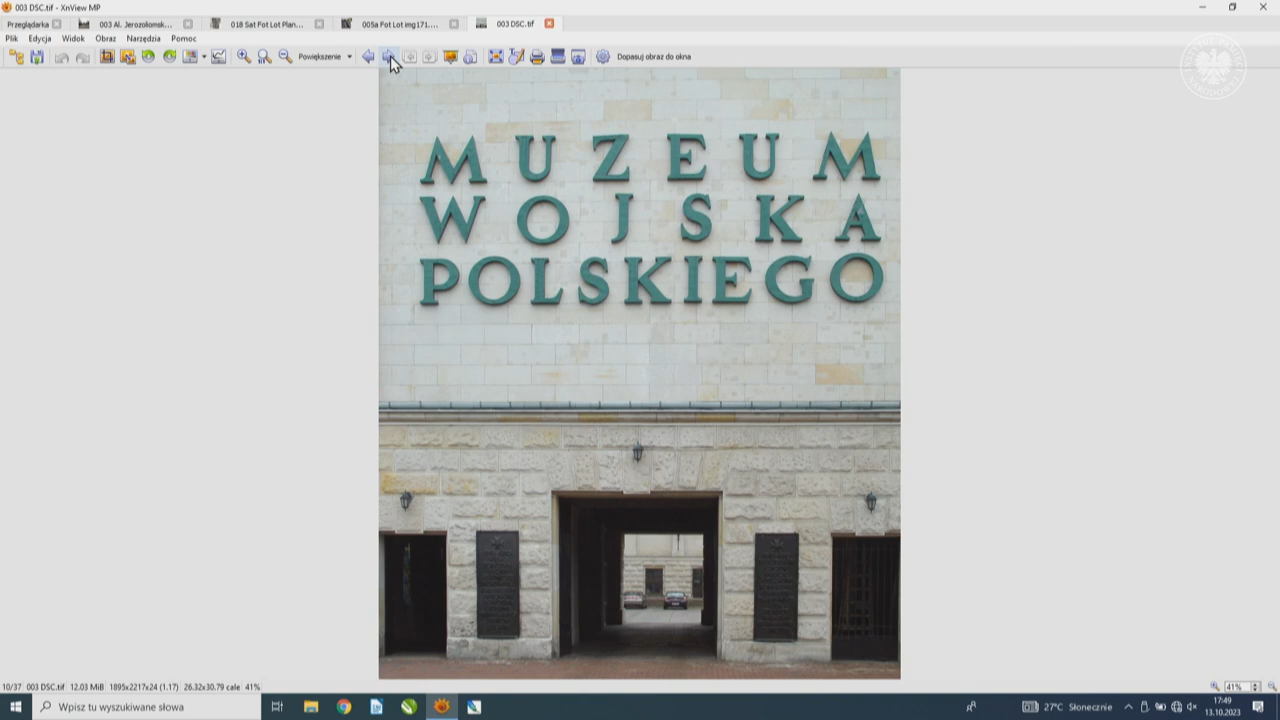 003 DSC.tif - XnView MP
Przeglądarka
003 Al. Jerozolimsk...
018 Sat Fot Lot Plan...
005a Fot Lot img171....
003 DSC.tif
Plik Edycja Widok Obraz Narzędzia Pomoc
Powiększenie
Dopasuj obraz do okna
MUZEUM
WOJSKA
POLSKIEGO
10/37 003 DSC.tif 12.03 MiB 1895x2217x24 (1.17) 26.32x30.79 cale 41%
41%
Wpisz tu wyszukiwane słowa
27°C Słonecznie
17:49
13.10.2023